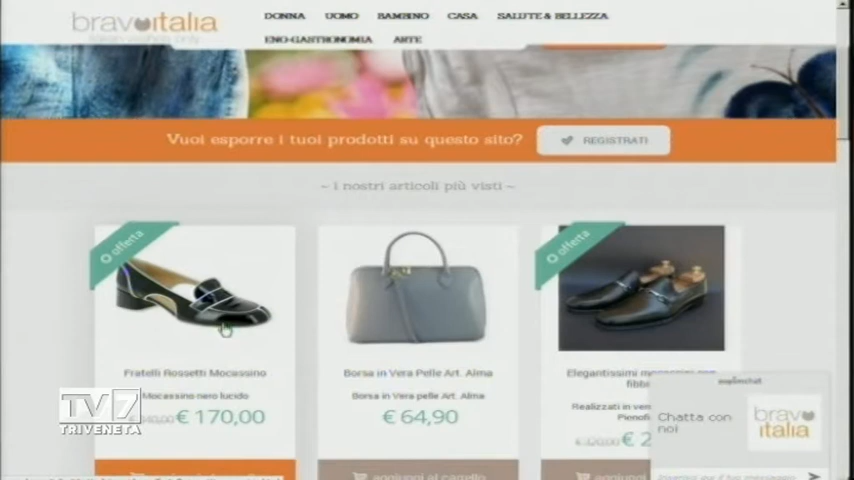 bravoitalia
DONNA UOMO BAMBINO CASA SALUTE & BELLEZZA
ENO-GASTRONOMIA ARTE
Vuoi esporre i tuoi prodotti su questo sito? REGISTRATI
~ i nostri articoli più visti ~
offerta
offerta
Fratelli Rossetti Mocassino
Mocassino nero lucido
€ 170,00
Borsa in Vera Pelle Art. Alma
Borsa in Vera pelle Art. Alma
€ 64,90
Elegantissimi
Realizzati in
€ 2
aggiungi al carrello
Chatta con
noi
bravo
italia
TV7
TRIVENETA